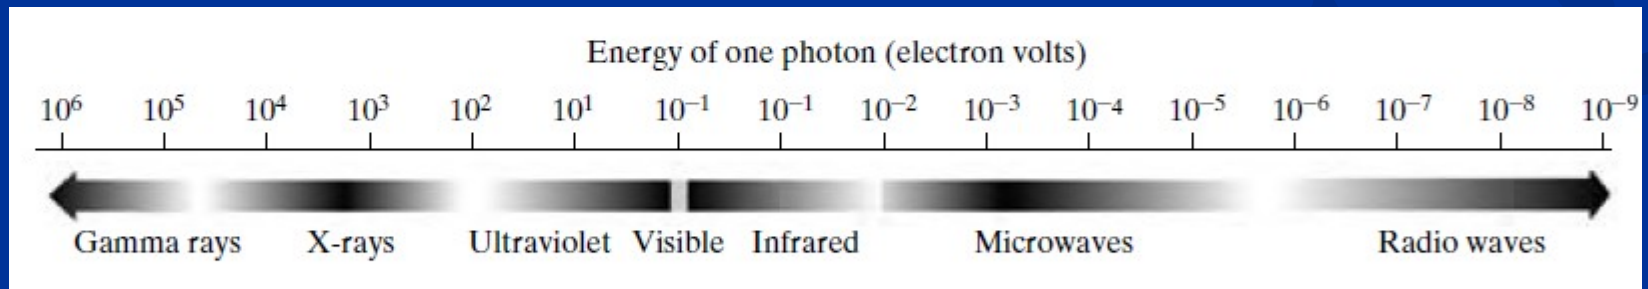 Energy of one photon (electron volts)
10⁶ 10⁵ 10⁴ 10³ 10² 10¹ 10⁻¹ 10⁻¹ 10⁻² 10⁻³ 10⁻⁴ 10⁻⁵ 10⁻⁶ 10⁻⁷ 10⁻⁸ 10⁻⁹
Gamma rays X-rays Ultraviolet Visible Infrared Microwaves Radio waves